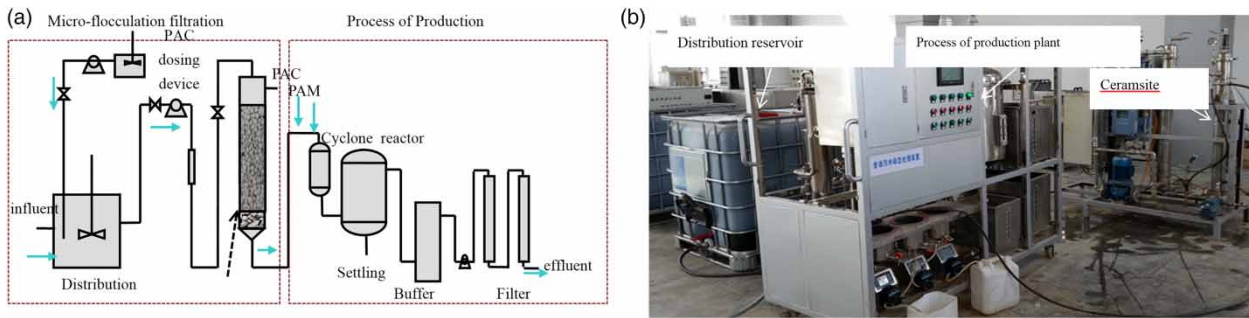 (a)
Micro-flocculation filtration
Process of Production
PAC
dosing
device
PAC
PAM
Cyclone reactor
influent
Distribution
Settling
Buffer
Filter
effluent
(b)
Distribution reservoir
Process of production plant
Ceramsite